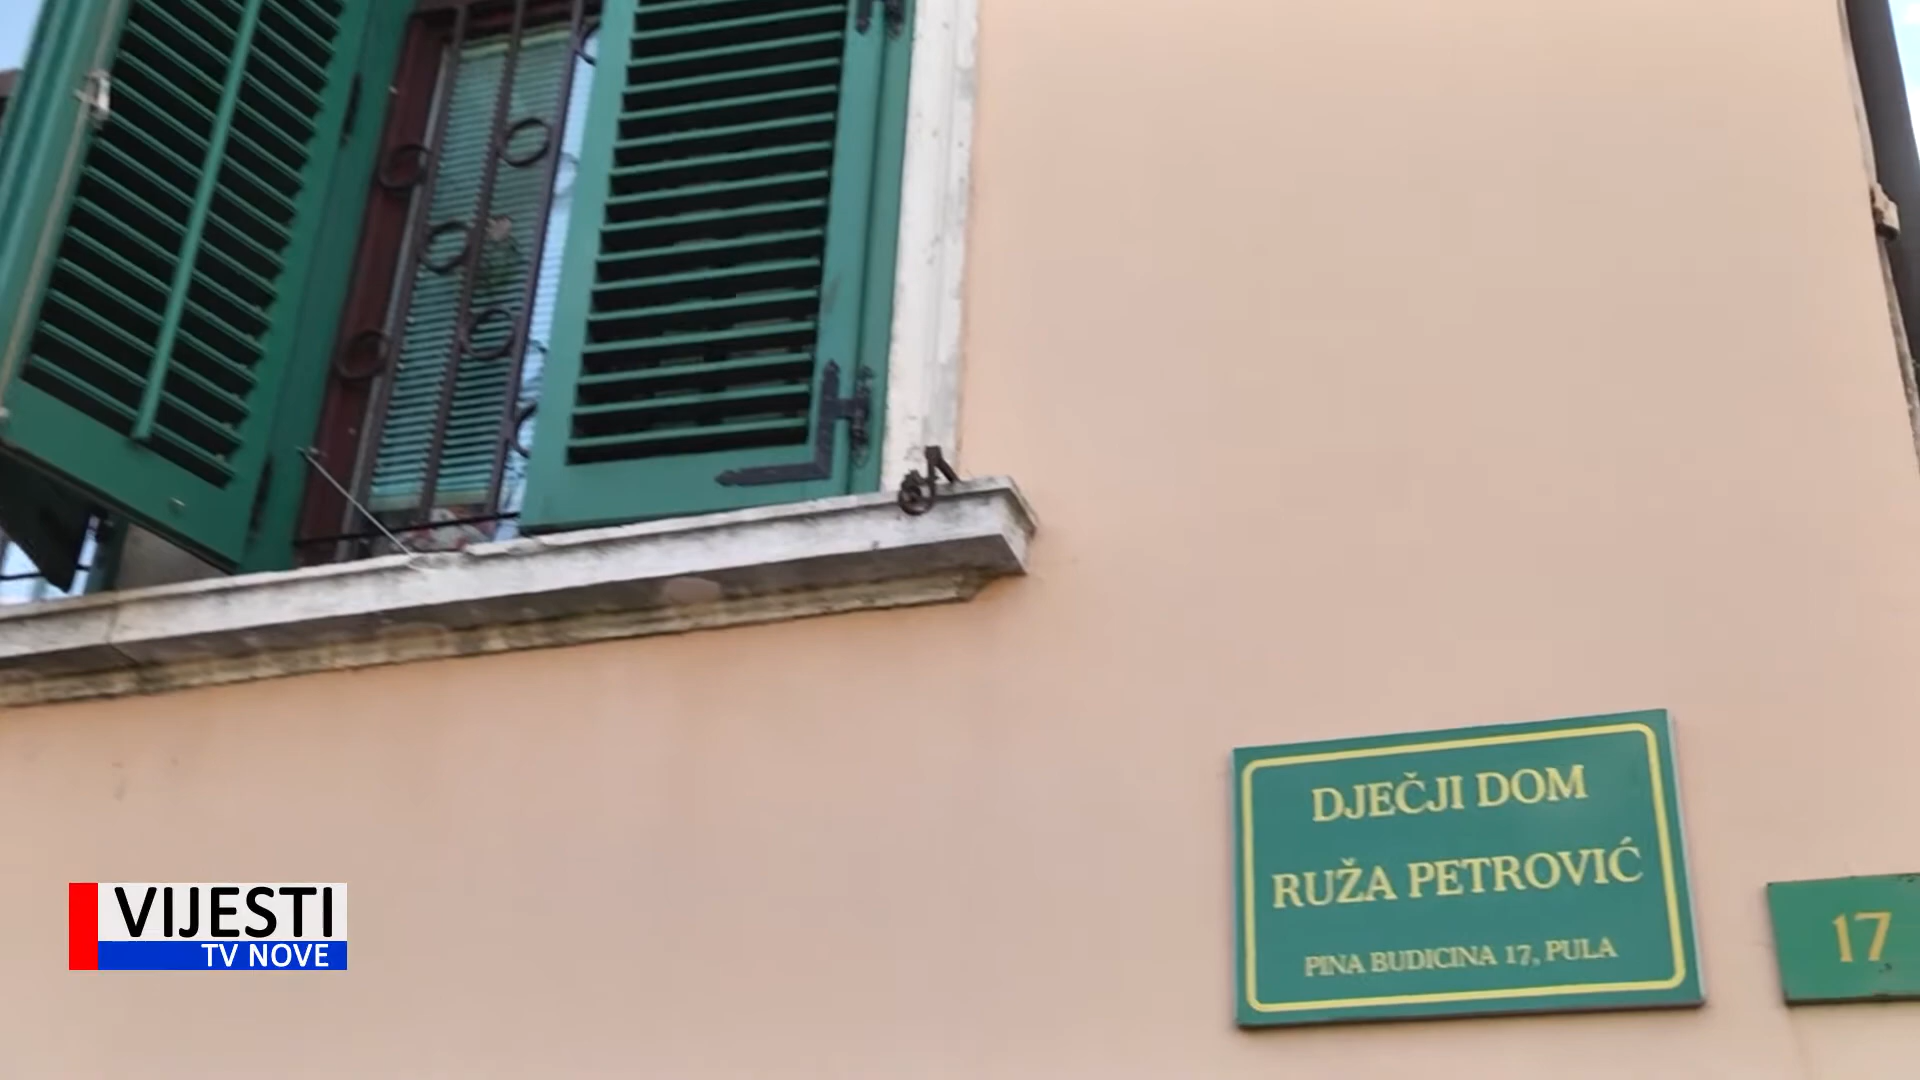 DJEČJI DOM
RUŽA PETROVIĆ
PINA BUDICINA 17, PULA
17
VIJESTI
TV NOVE